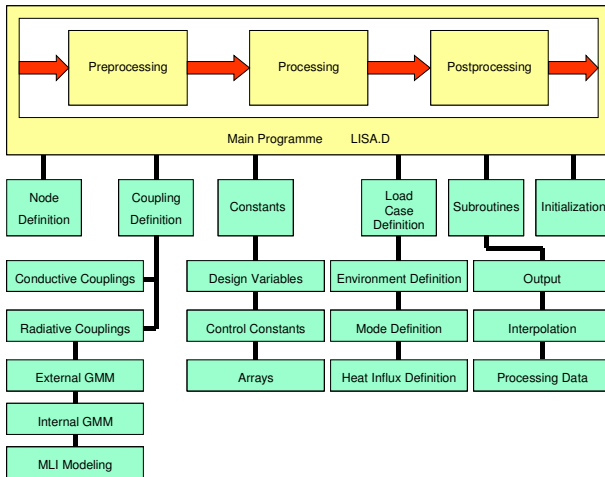 Preprocessing
Processing
Postprocessing
Main Programme LISA.D
Node
Definition
Coupling
Definition
Constants
Load
Case
Definition
Subroutines
Initialization
Conductive Couplings
Design Variables
Environment Definition
Output
Radiative Couplings
Control Constants
Mode Definition
Interpolation
External GMM
Arrays
Heat Influx Definition
Processing Data
Internal GMM
MLI Modeling